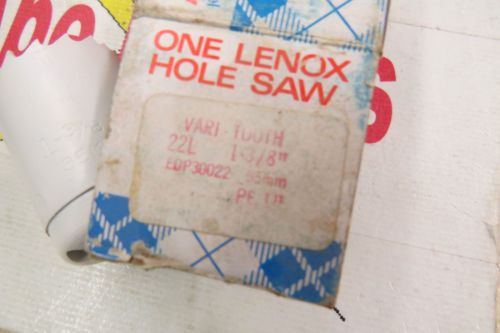 ONE LENOX
HOLE SAW
VARI-TOOTH
22L 1-3/8"
EDP30022 35mm